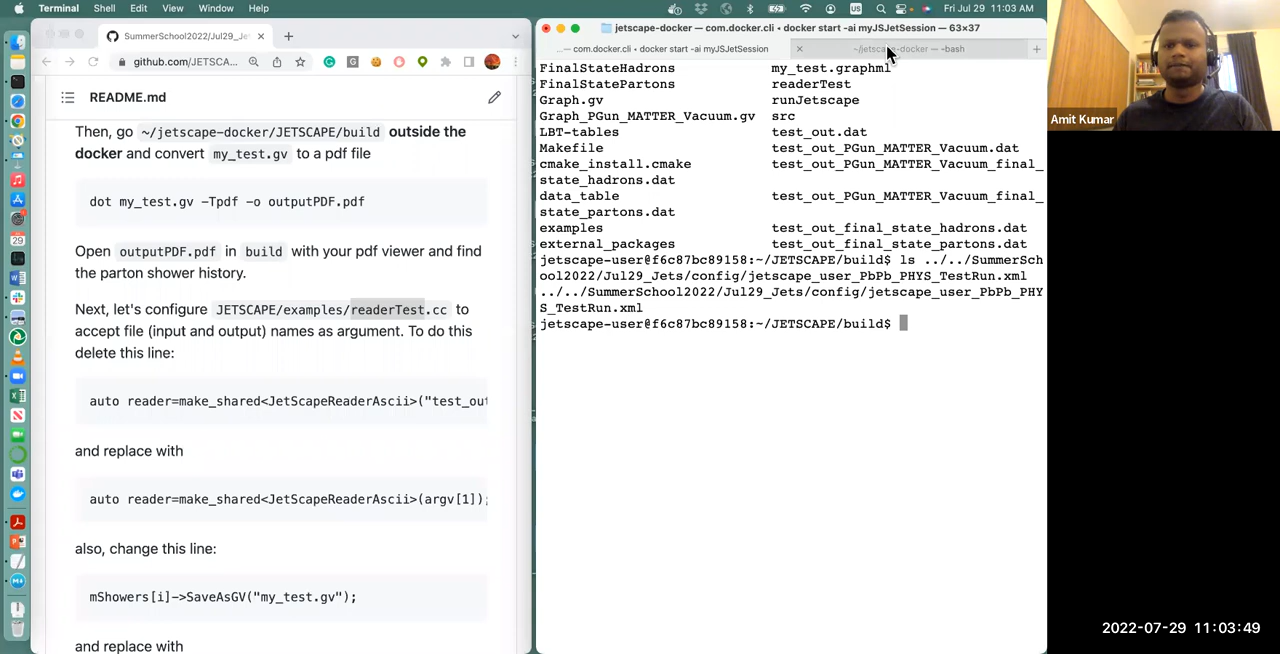 Terminal Shell Edit View Window Help
US
Fri Jul 29 11:03 AM
SummerSchool2022/Jul29_Je
github.com/JETSCA...
README.md
Then, go ~/jetscape-docker/JETSCAPE/build outside the
docker and convert my_test.gv to a pdf file
dot my_test.gv -Tpdf -o outputPDF.pdf
Open outputPDF.pdf in build with your pdf viewer and find
the parton shower history.
Next, let's configure JETSCAPE/examples/readerTest.cc to
accept file (input and output) names as argument. To do this
delete this line:
auto reader=make_shared<JetScapeReaderAscii>("test_out
and replace with
auto reader=make_shared<JetScapeReaderAscii>(argv[1]);
also, change this line:
mShowers[i]->SaveAsGV("my_test.gv");
and replace with
jetscape-docker — com.docker.cli • docker start -ai myJSJetSession — 63×37
...— com.docker.cli • docker start -ai myJSJetSession
~/jetscape-docker — -bash
FinalStateHadrons my_test.graphml
FinalStatePartons readerTest
Graph.gv runJetscape
Graph_PGun_MATTER_Vacuum.gv src
LBT-tables test_out.dat
Makefile test_out_PGun_MATTER_Vacuum.dat
cmake_install.cmake test_out_PGun_MATTER_Vacuum_final_
state_hadrons.dat
data_table test_out_PGun_MATTER_Vacuum_final_
state_partons.dat
examples test_out_final_state_hadrons.dat
external_packages test_out_final_state_partons.dat
jetscape-user@f6c87bc89158:~/JETSCAPE/build$ ls ../../SummerSch
ool2022/Jul29_Jets/config/jetscape_user_PbPb_PHYS_TestRun.xml
../../SummerSchool2022/Jul29_Jets/config/jetscape_user_PbPb_PHY
S_TestRun.xml
jetscape-user@f6c87bc89158:~/JETSCAPE/build$
Amit Kumar
2022-07-29 11:03:49